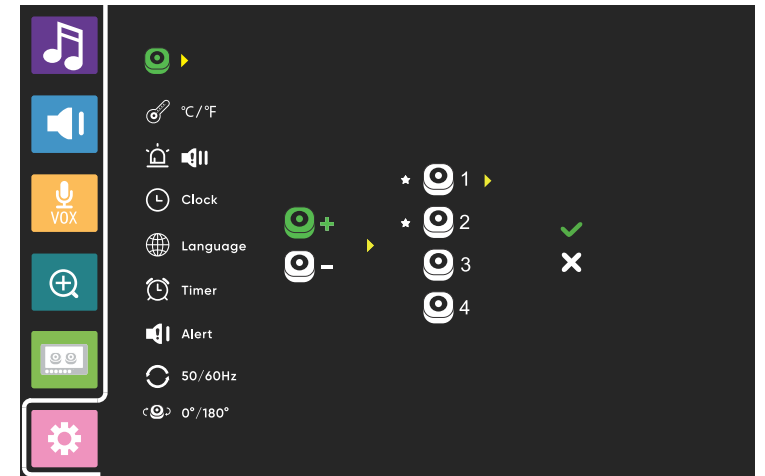 VOX
°C/°F
Clock
Language
Timer
Alert
50/60Hz
0°/180°
+
-
1
2
3
4